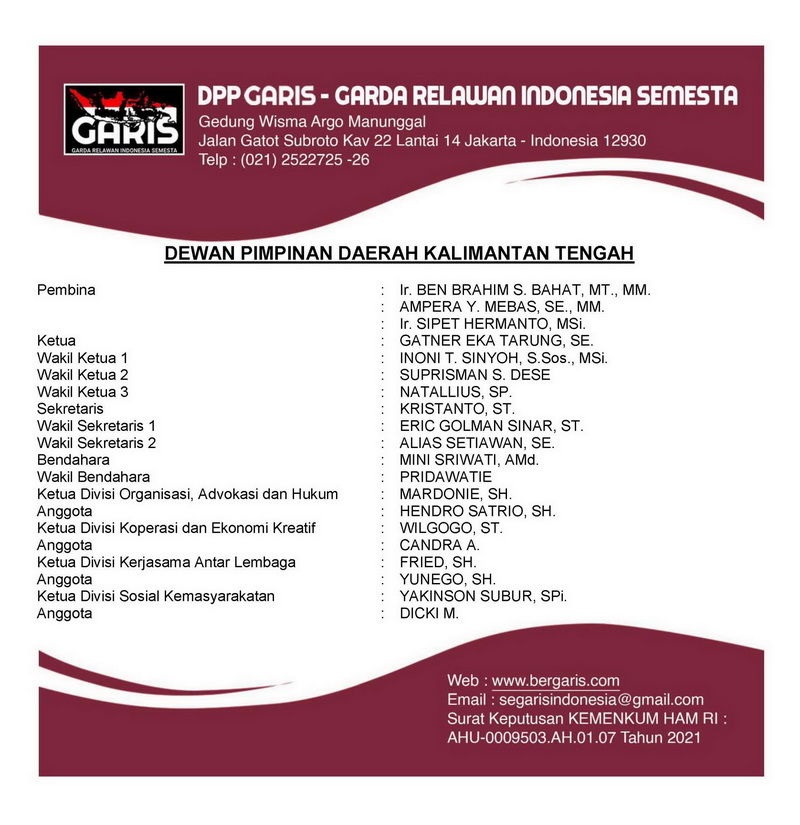 GARIS
GARDA RELAWAN INDONESIA SEMESTA
DPP GARIS - GARDA RELAWAN INDONESIA SEMESTA
Gedung Wisma Argo Manunggal
Jalan Gatot Subroto Kav 22 Lantai 14 Jakarta - Indonesia 12930
Telp : (021) 2522725 -26
DEWAN PIMPINAN DAERAH KALIMANTAN TENGAH
Pembina : Ir. BEN BRAHIM S. BAHAT, MT., MM.
: AMPERA Y. MEBAS, SE., MM.
: Ir. SIPET HERMANTO, MSi.
Ketua : GATNER EKA TARUNG, SE.
Wakil Ketua 1 : INONI T. SINYOH, S.Sos., MSi.
Wakil Ketua 2 : SUPRISMAN S. DESE
Wakil Ketua 3 : NATALLIUS, SP.
Sekretaris : KRISTANTO, ST.
Wakil Sekretaris 1 : ERIC GOLMAN SINAR, ST.
Wakil Sekretaris 2 : ALIAS SETIAWAN, SE.
Bendahara : MINI SRIWATI, AMd.
Wakil Bendahara : PRIDAWATIE
Ketua Divisi Organisasi, Advokasi dan Hukum : MARDONIE, SH.
Anggota : HENDRO SATRIO, SH.
Ketua Divisi Koperasi dan Ekonomi Kreatif : WILGOGO, ST.
Anggota : CANDRA A.
Ketua Divisi Kerjasama Antar Lembaga : FRIED, SH.
Anggota : YUNEGO, SH.
Ketua Divisi Sosial Kemasyarakatan : YAKINSON SUBUR, SPi.
Anggota : DICKI M.
Web : www.bergaris.com
Email : segarisindonesia@gmail.com
Surat Keputusan KEMENKUM HAM RI :
AHU-0009503.AH.01.07 Tahun 2021